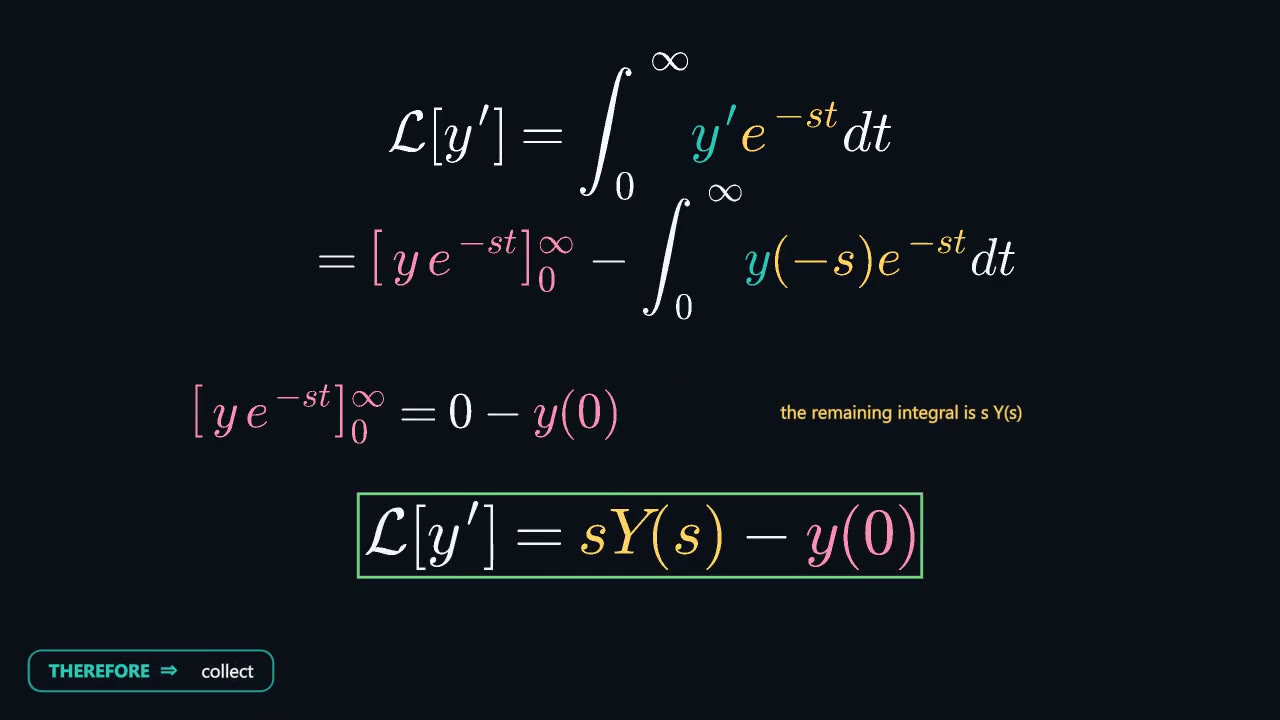 ℒ[y′] = ∫₀^∞ y′e^{−st}dt
= [y e^{−st}]₀^∞ − ∫₀^∞ y(−s)e^{−st}dt
[y e^{−st}]₀^∞ = 0 − y(0)
the remaining integral is s Y(s)
ℒ[y′] = sY(s) − y(0)
THEREFORE ⇒ collect